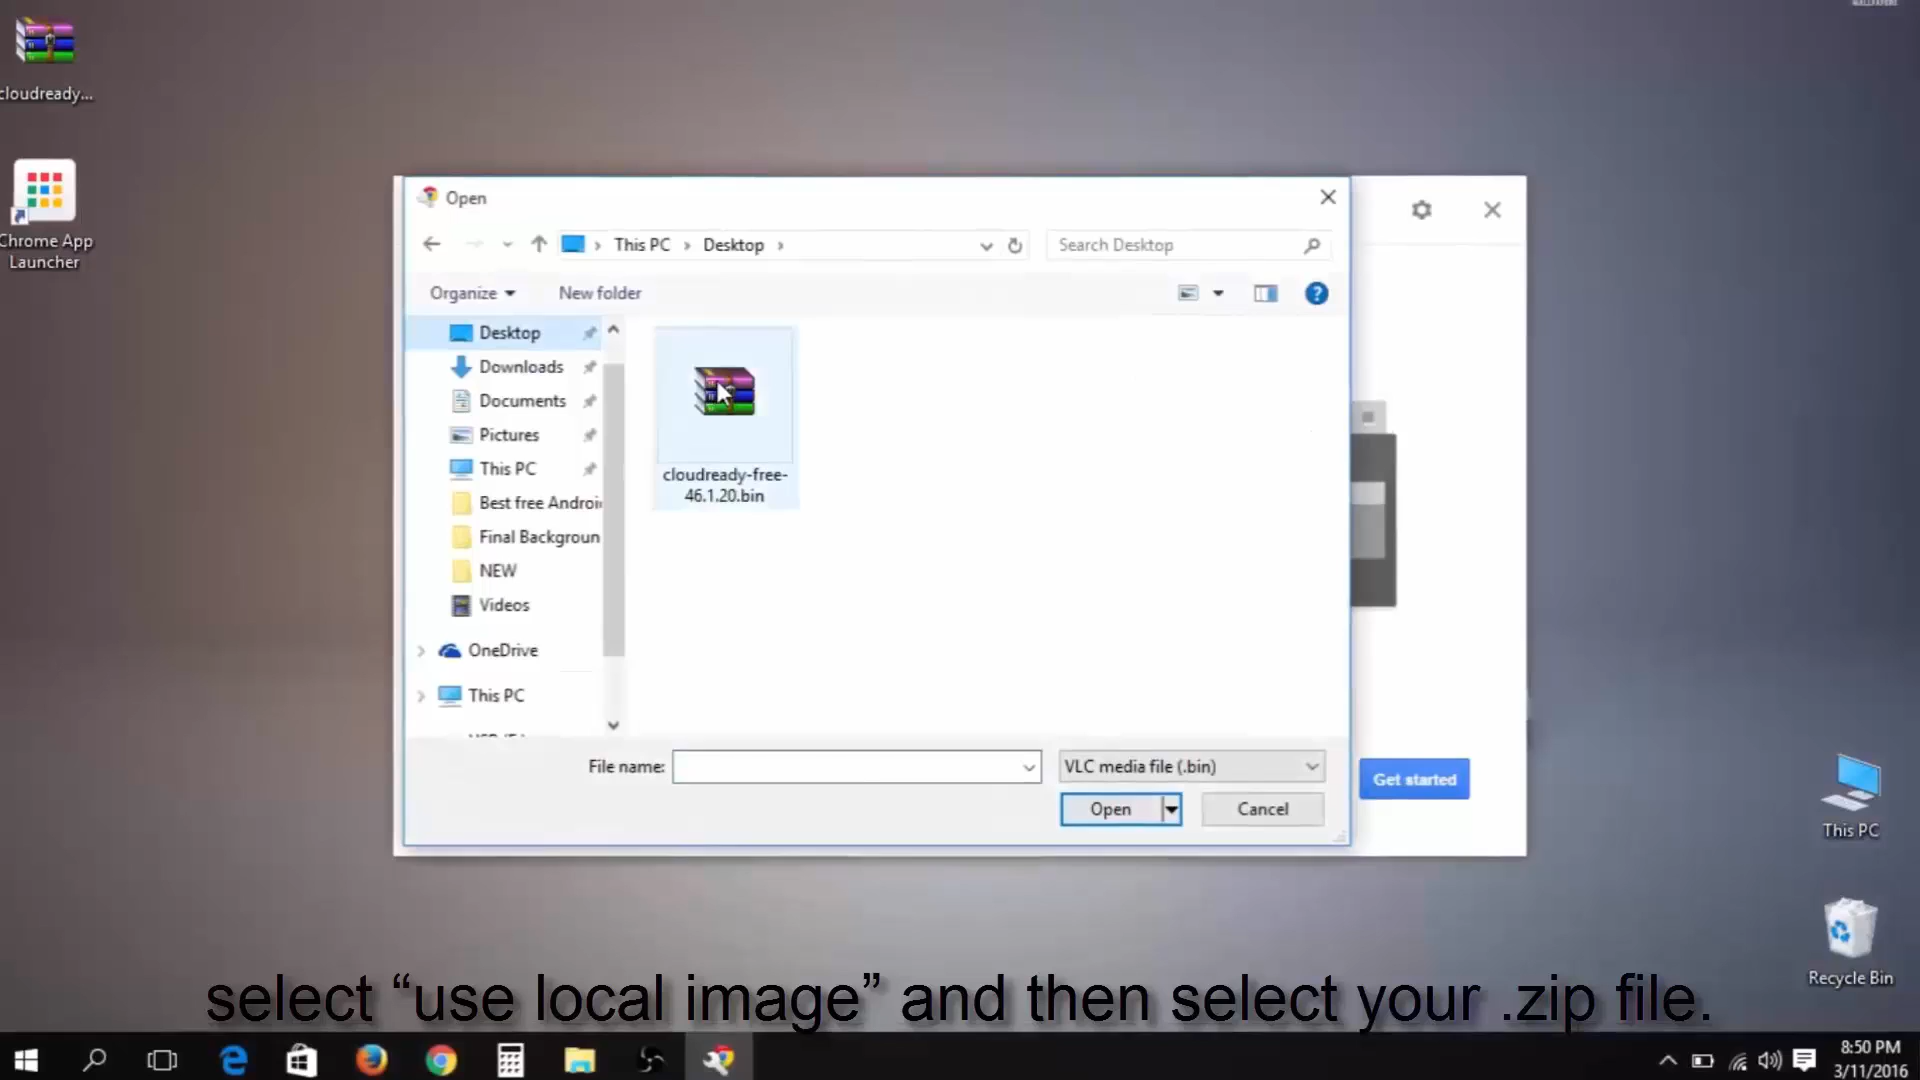 cloudready...
Chrome App
Launcher
Open
This PC
Desktop
Search Desktop
Organize
New folder
Desktop
Downloads
Documents
Pictures
This PC
Best free Androi
Final Backgroun
NEW
Videos
OneDrive
This PC
cloudready-free-
46.1.20.bin
File name:
VLC media file (.bin)
Open
Cancel
Get started
This PC
Recycle Bin
select “use local image” and then select your .zip file.
8:50 PM
3/11/2016